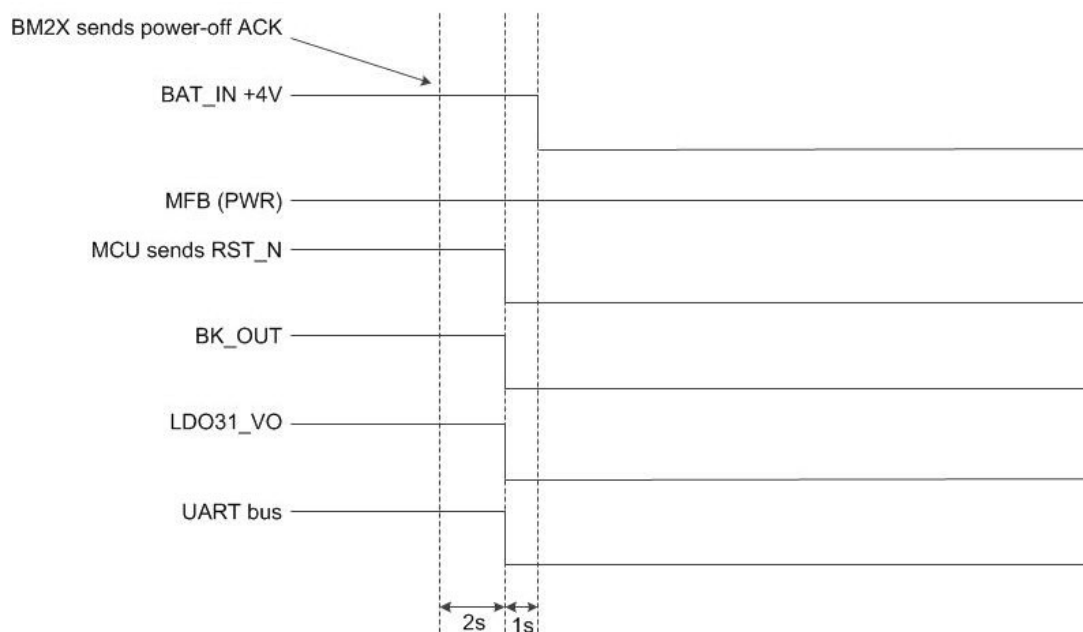 BM2X sends power-off ACK
BAT_IN +4V
MFB (PWR)
MCU sends RST_N
BK_OUT
LDO31_VO
UART bus
2s
1s